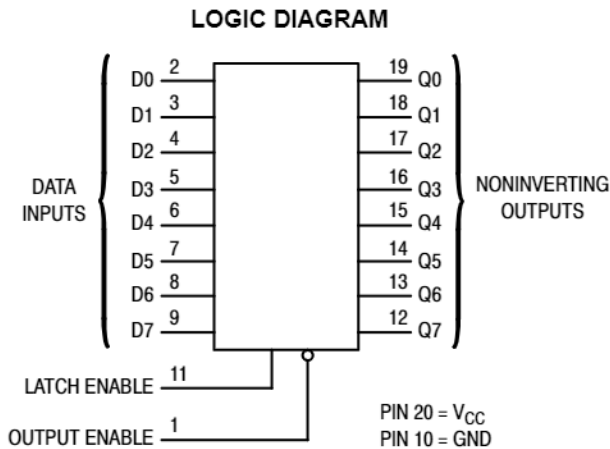 LOGIC DIAGRAM
D0 2
D1 3
D2 4
D3 5
D4 6
D5 7
D6 8
D7 9
DATA
INPUTS
19 Q0
18 Q1
17 Q2
16 Q3
15 Q4
14 Q5
13 Q6
12 Q7
NONINVERTING
OUTPUTS
LATCH ENABLE 11
OUTPUT ENABLE 1
PIN 20 = VCC
PIN 10 = GND